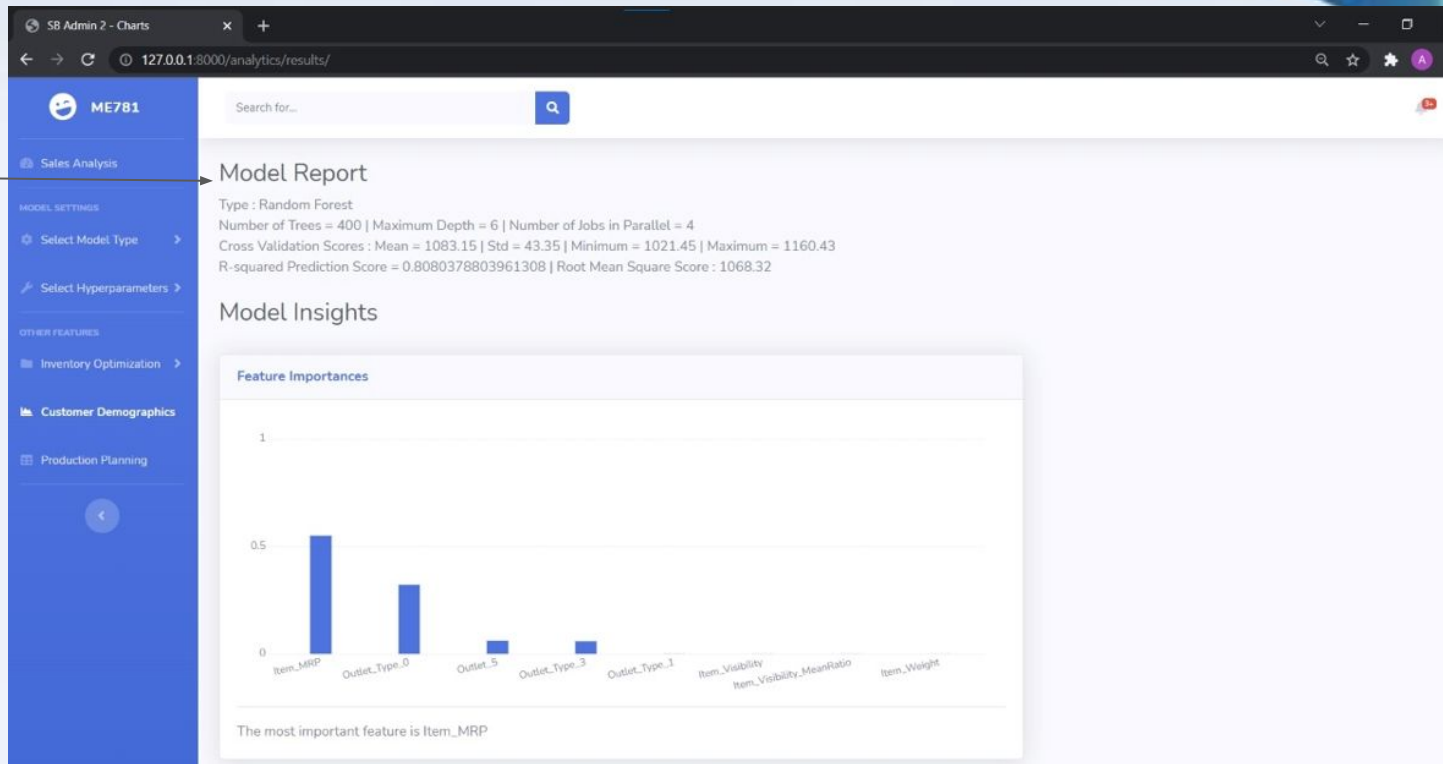 SB Admin 2 - Charts
127.0.0.1:8000/analytics/results/
A
ME781
Search for...
3+
Sales Analysis
MODEL SETTINGS
Select Model Type
Select Hyperparameters
OTHER FEATURES
Inventory Optimization
Customer Demographics
Production Planning
Model Report
Type : Random Forest
Number of Trees = 400 | Maximum Depth = 6 | Number of Jobs in Parallel = 4
Cross Validation Scores : Mean = 1083.15 | Std = 43.35 | Minimum = 1021.45 | Maximum = 1160.43
R-squared Prediction Score = 0.8080378803961308 | Root Mean Square Score : 1068.32
Model Insights
Feature Importances
1
0.5
0
Item_MRP
Outlet_Type_0
Outlet_5
Outlet_Type_3
Outlet_Type_1
Item_Visibility
Item_Visibility_MeanRatio
Item_Weight
The most important feature is Item_MRP